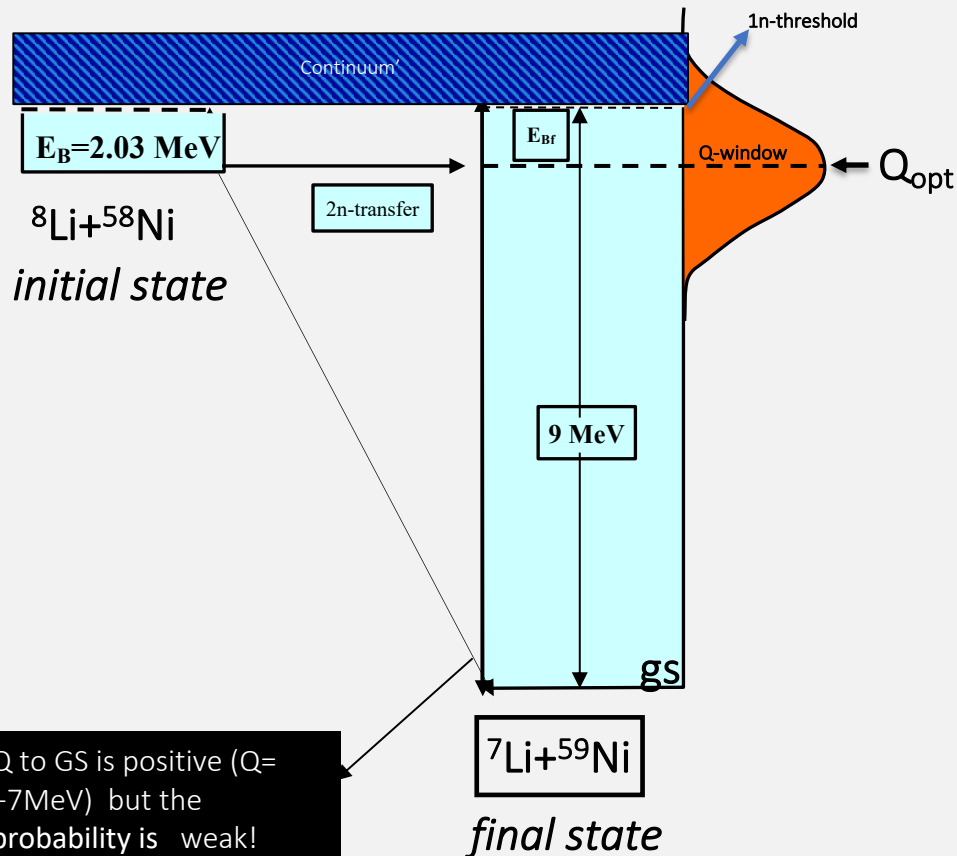 1n-threshold
Continuum’
E_B=2.03 MeV
E_Bf
Q-window
Q_opt
2n-transfer
⁸Li+⁵⁸Ni
initial state
9 MeV
gs
⁷Li+⁵⁹Ni
final state
Q to GS is positive (Q=
-7MeV) but the
probability is weak!